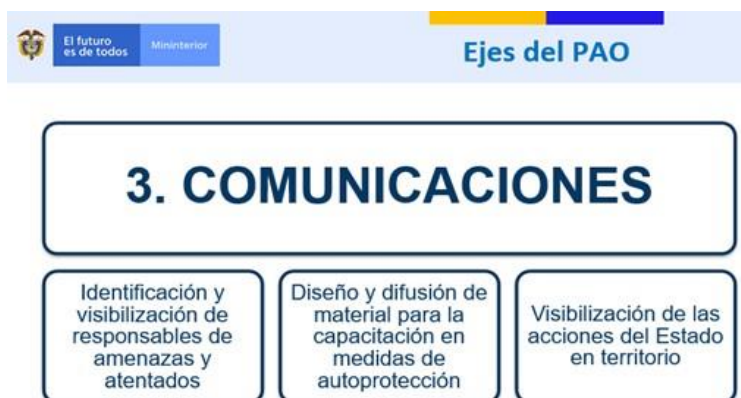 El futuro
es de todos
Mininterior
Ejes del PAO
3. COMUNICACIONES
Identificación y
visibilización de
responsables de
amenazas y
atentados
Diseño y difusión de
material para la
capacitación en
medidas de
autoprotección
Visibilización de las
acciones del Estado
en territorio